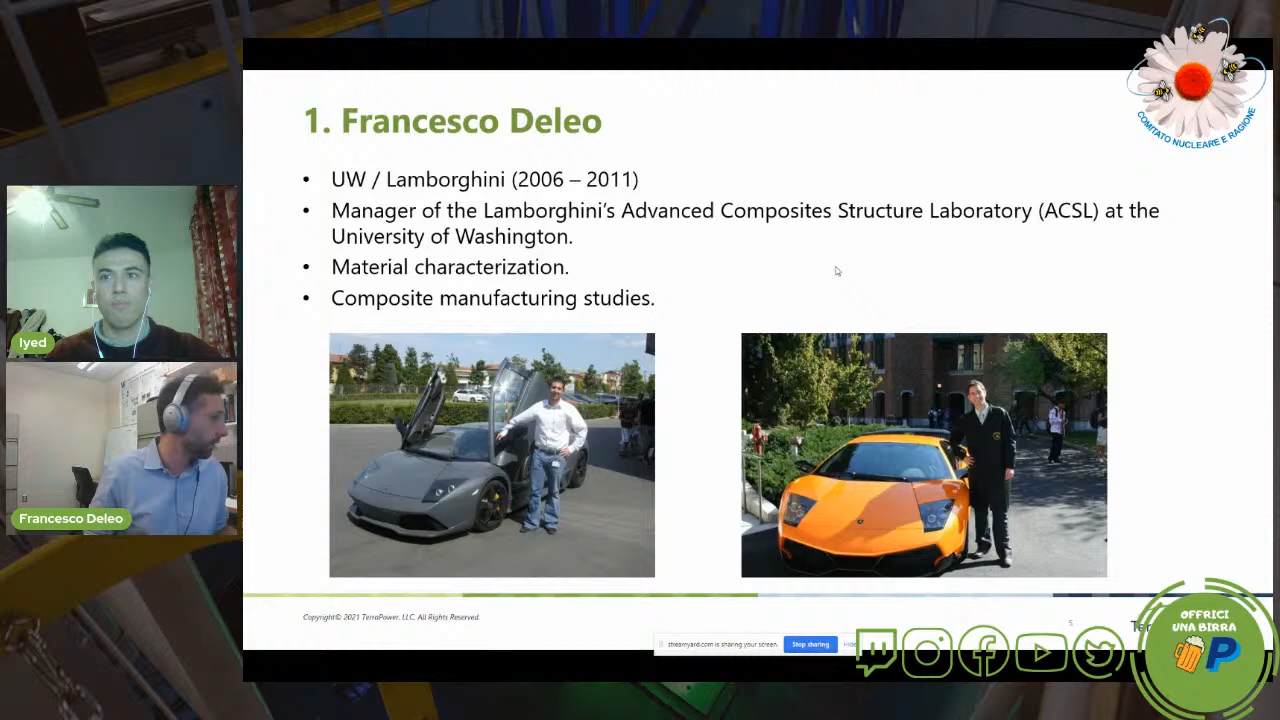 COMITATO NUCLEARE E RAGIONE
1. Francesco Deleo
• UW / Lamborghini (2006 – 2011)
• Manager of the Lamborghini's Advanced Composites Structure Laboratory (ACSL) at the
University of Washington.
• Material characterization.
• Composite manufacturing studies.
Iyed
Francesco Deleo
Copyright© 2021 TerraPower, LLC. All Rights Reserved.
5
streamyard.com is sharing your screen.
Stop sharing
OFFRICI
UNA BIRRA